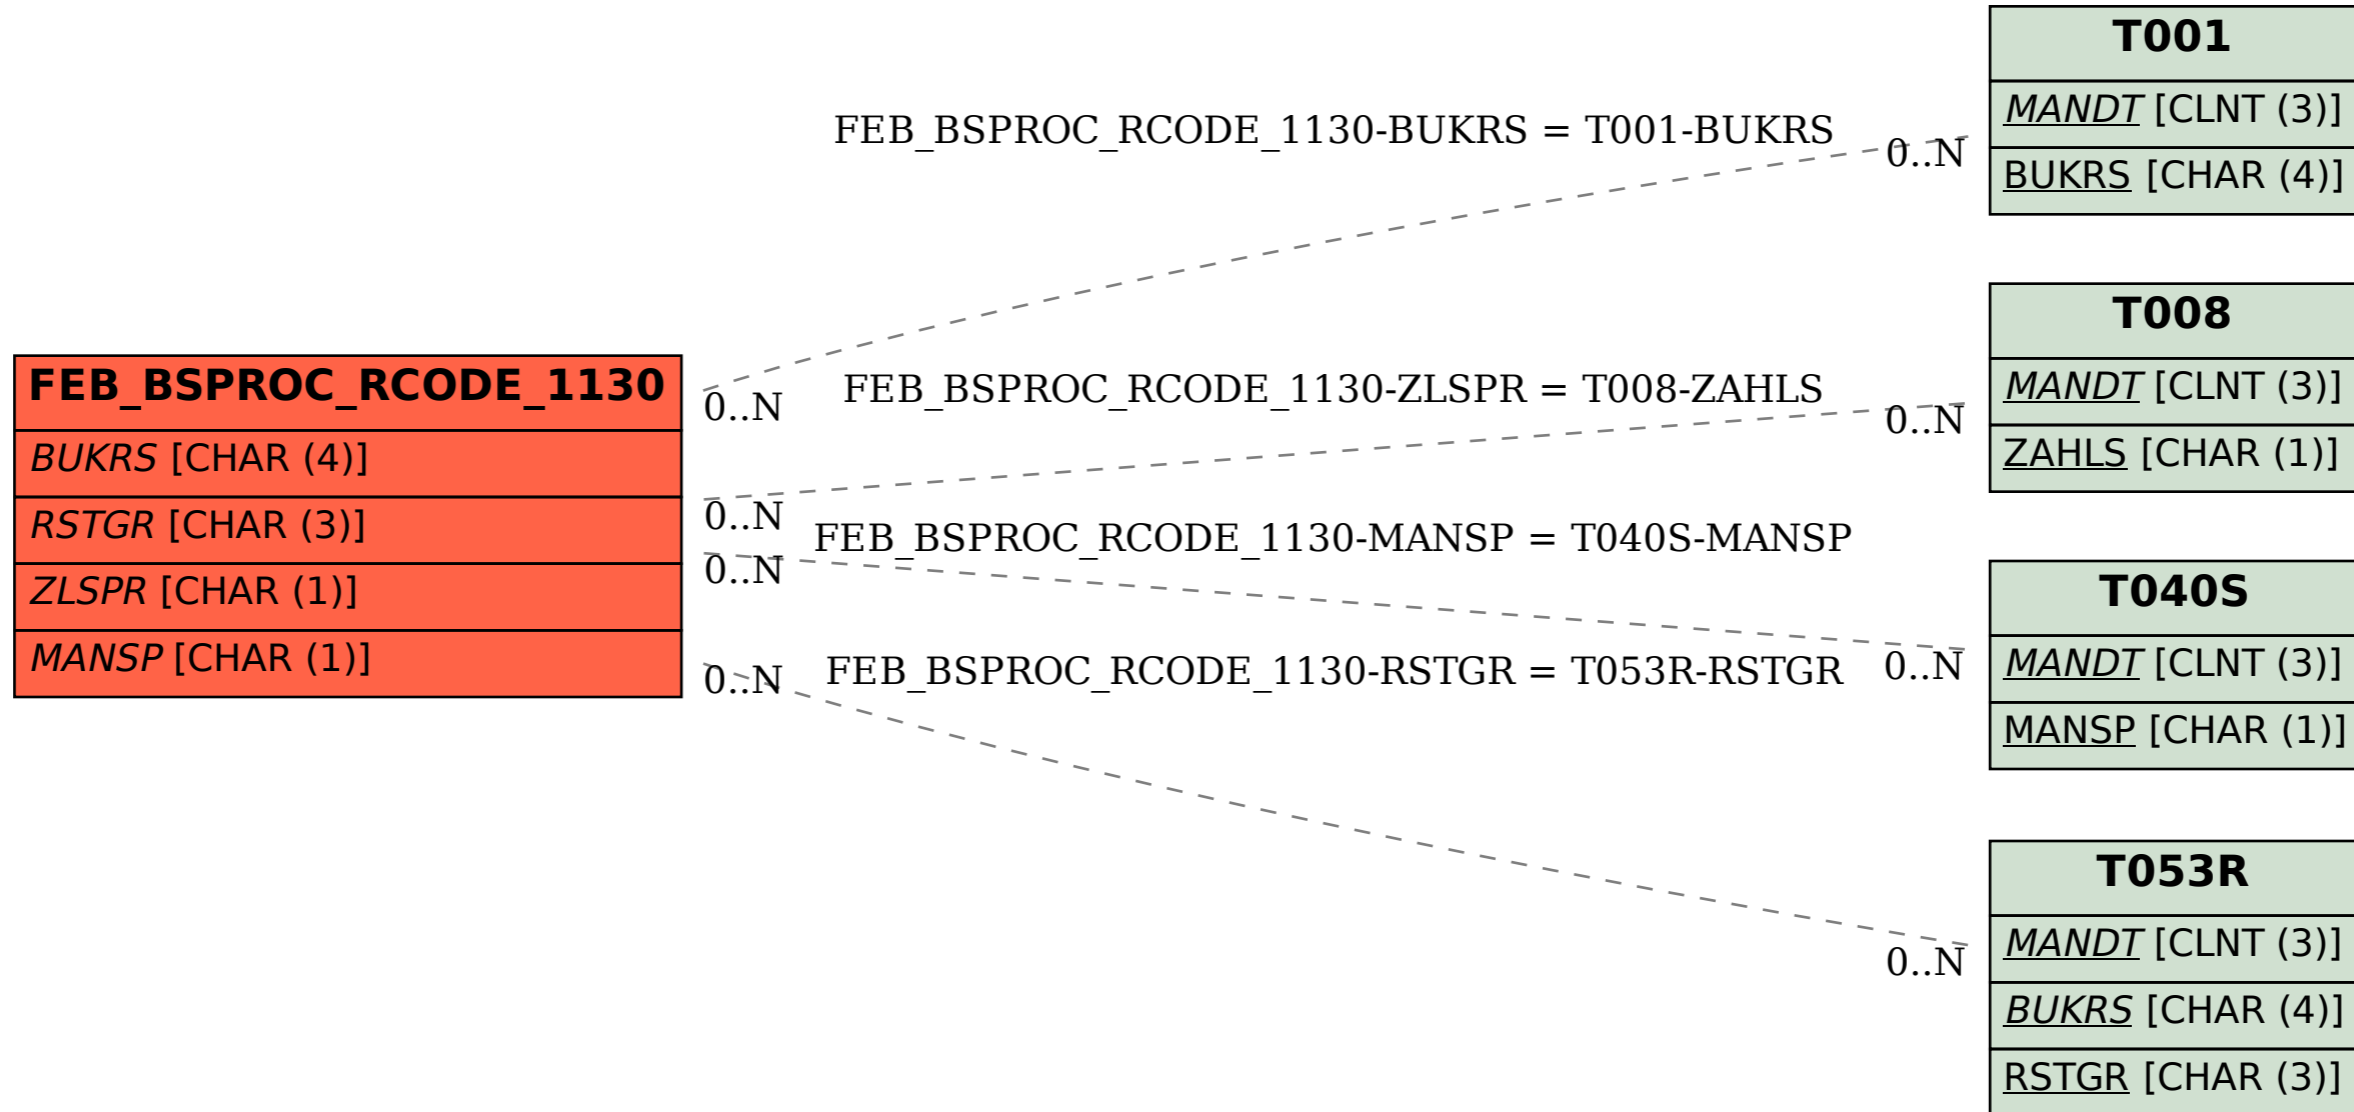 T001
MANDT [CLNT (3)]
BUKRS [CHAR (4)]
FEB_BSPROC_RCODE_1130-BUKRS = T001-BUKRS
0..N
T008
MANDT [CLNT (3)]
ZAHLS [CHAR (1)]
FEB_BSPROC_RCODE_1130
BUKRS [CHAR (4)]
RSTGR [CHAR (3)]
ZLSPR [CHAR (1)]
MANSP [CHAR (1)]
0..N
FEB_BSPROC_RCODE_1130-ZLSPR = T008-ZAHLS
0..N
0..N
FEB_BSPROC_RCODE_1130-MANSP = T040S-MANSP
0..N
0..N
FEB_BSPROC_RCODE_1130-RSTGR = T053R-RSTGR
0..N
T040S
MANDT [CLNT (3)]
MANSP [CHAR (1)]
0..N
T053R
MANDT [CLNT (3)]
BUKRS [CHAR (4)]
RSTGR [CHAR (3)]